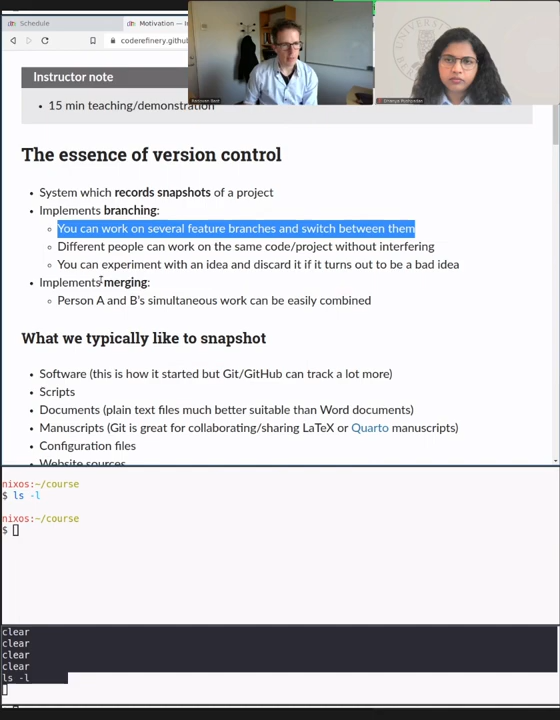 Schedule
Motivation —
coderefinery.github
Instructor note
• 15 min teaching/demonstration
The essence of version control
• System which records snapshots of a project
• Implements branching:
You can work on several feature branches and switch between them
Different people can work on the same code/project without interfering
You can experiment with an idea and discard it if it turns out to be a bad idea
• Implements merging:
Person A and B's simultaneous work can be easily combined
What we typically like to snapshot
• Software (this is how it started but Git/GitHub can track a lot more)
• Scripts
• Documents (plain text files much better suitable than Word documents)
• Manuscripts (Git is great for collaborating/sharing LaTeX or Quarto manuscripts)
• Configuration files
• Website sources
nixos:~/course
$ ls -l
nixos:~/course
$
clear
clear
clear
clear
ls -l